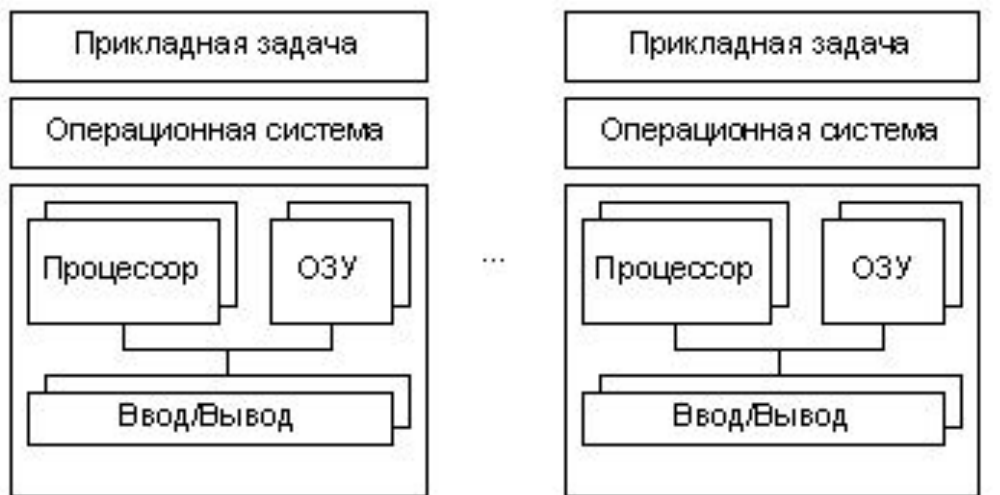 Прикладная задача
Прикладная задача
Операционная система
Операционная система
Процессор
ОЗУ
...
Процессор
ОЗУ
Ввод/Вывод
Ввод/Вывод